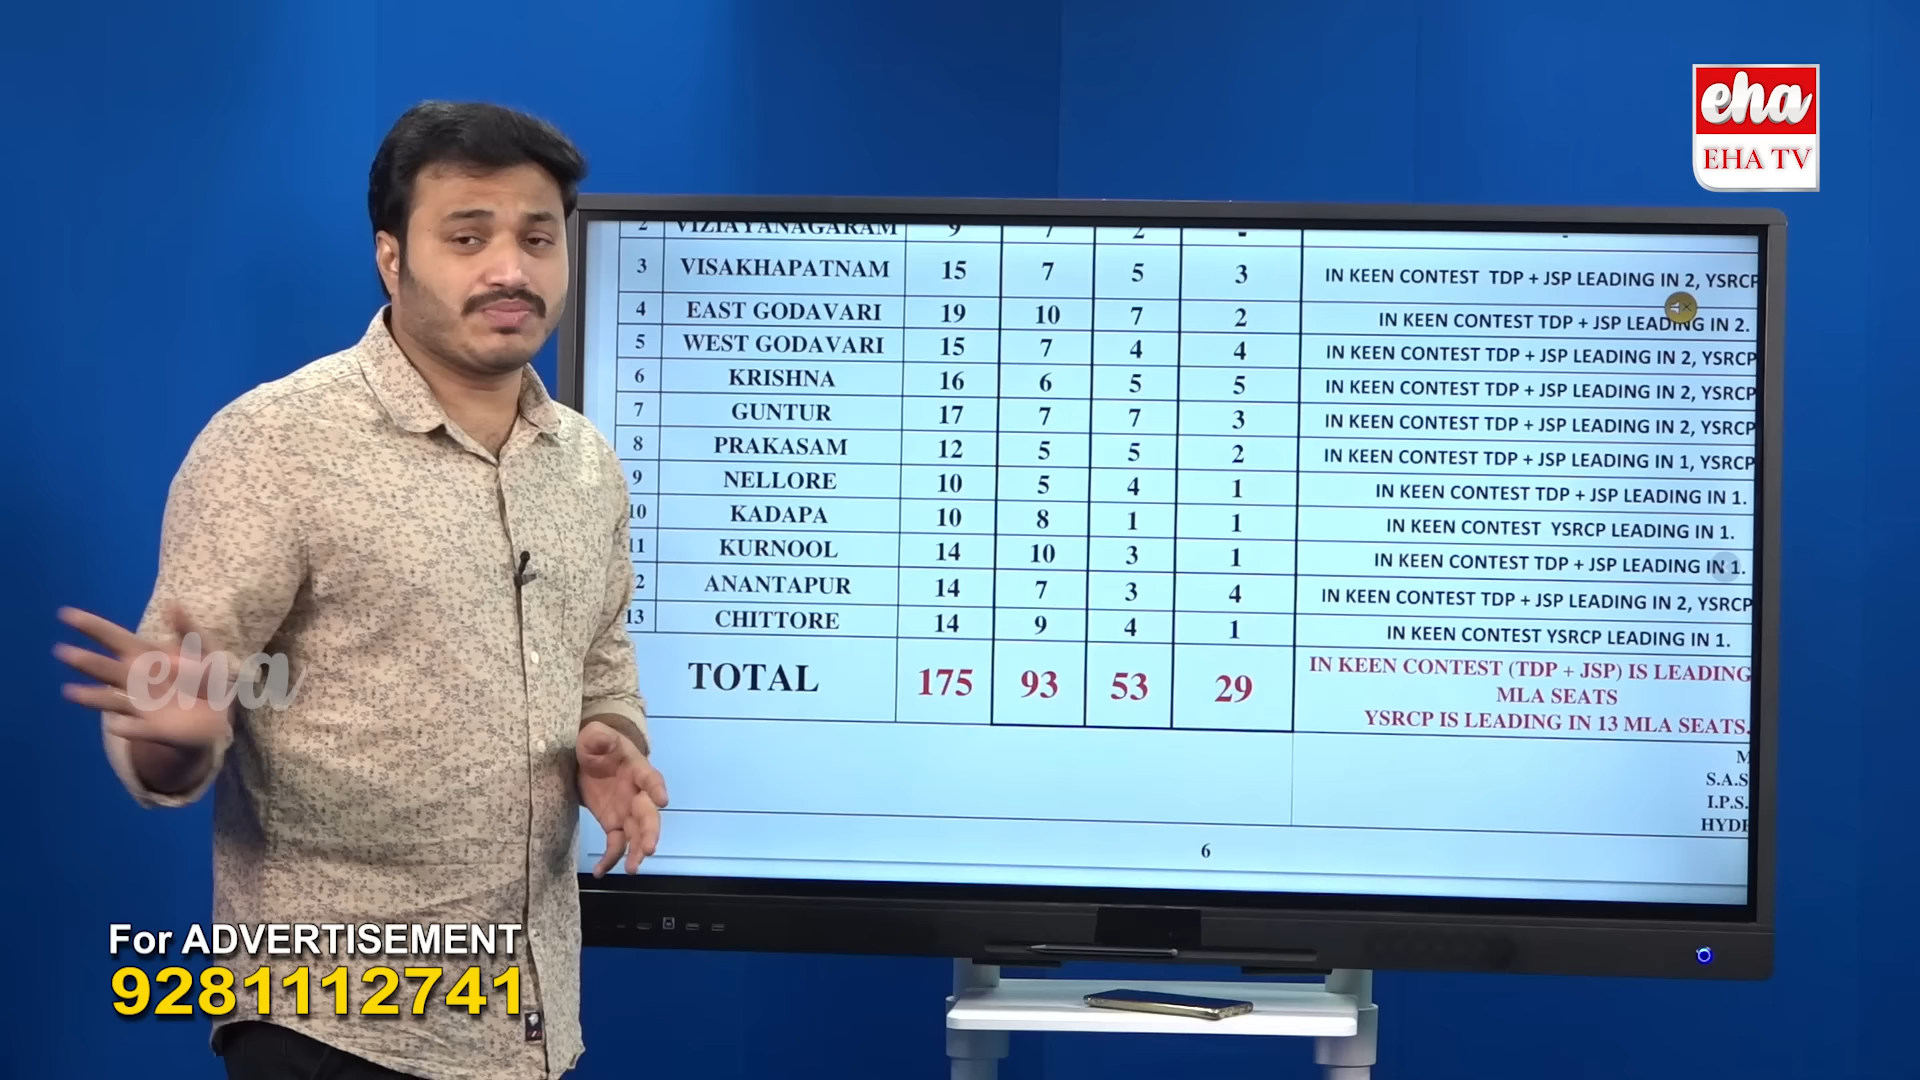 eha
EHA TV
2 VIZIAYANAGARAM 9 7 2 - -
3 VISAKHAPATNAM 15 7 5 3 IN KEEN CONTEST TDP + JSP LEADING IN 2, YSRCP
4 EAST GODAVARI 19 10 7 2 IN KEEN CONTEST TDP + JSP LEADING IN 2.
5 WEST GODAVARI 15 7 4 4 IN KEEN CONTEST TDP + JSP LEADING IN 2, YSRCP
6 KRISHNA 16 6 5 5 IN KEEN CONTEST TDP + JSP LEADING IN 2, YSRCP
7 GUNTUR 17 7 7 3 IN KEEN CONTEST TDP + JSP LEADING IN 2, YSRCP
8 PRAKASAM 12 5 5 2 IN KEEN CONTEST TDP + JSP LEADING IN 1, YSRCP
9 NELLORE 10 5 4 1 IN KEEN CONTEST TDP + JSP LEADING IN 1.
10 KADAPA 10 8 1 1 IN KEEN CONTEST YSRCP LEADING IN 1.
11 KURNOOL 14 10 3 1 IN KEEN CONTEST TDP + JSP LEADING IN 1.
2 ANANTAPUR 14 7 3 4 IN KEEN CONTEST TDP + JSP LEADING IN 2, YSRCP
13 CHITTORE 14 9 4 1 IN KEEN CONTEST YSRCP LEADING IN 1.
TOTAL 175 93 53 29 IN KEEN CONTEST (TDP + JSP) IS LEADING
MLA SEATS
YSRCP IS LEADING IN 13 MLA SEATS.
M
S.A.S
I.P.S.
HYDE
6
eha
For ADVERTISEMENT
9281112741